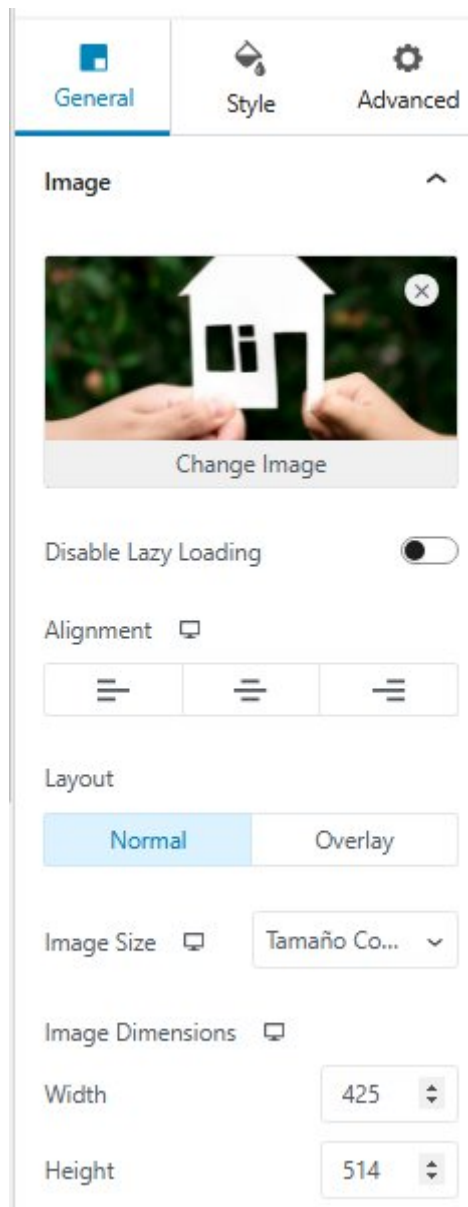 General Style Advanced
Image
Change Image
Disable Lazy Loading
Alignment
Layout
Normal Overlay
Image Size Tamaño Co...
Image Dimensions
Width 425
Height 514